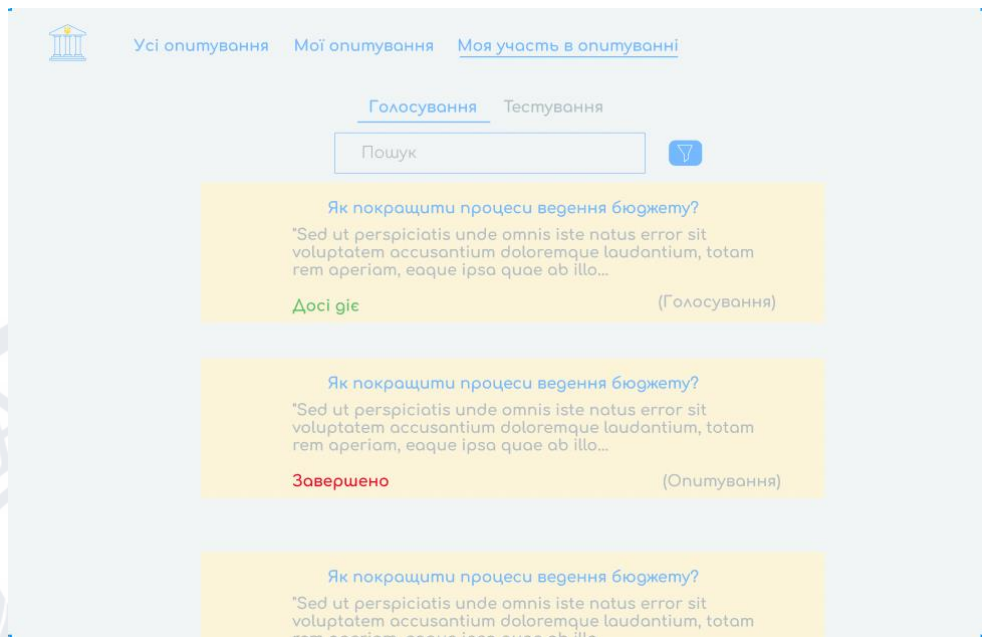 Усі опитування Мої опитування Моя участь в опитуванні
Голосування Тестування
Пошук
Як покращити процеси ведення бюджету?
"Sed ut perspiciatis unde omnis iste natus error sit
voluptatem accusantium doloremque laudantium, totam
rem aperiam, eaque ipsa quae ab illo...
Досі діє (Голосування)
Як покращити процеси ведення бюджету?
"Sed ut perspiciatis unde omnis iste natus error sit
voluptatem accusantium doloremque laudantium, totam
rem aperiam, eaque ipsa quae ab illo...
Завершено (Опитування)
Як покращити процеси ведення бюджету?
"Sed ut perspiciatis unde omnis iste natus error sit
voluptatem accusantium doloremque laudantium, totam